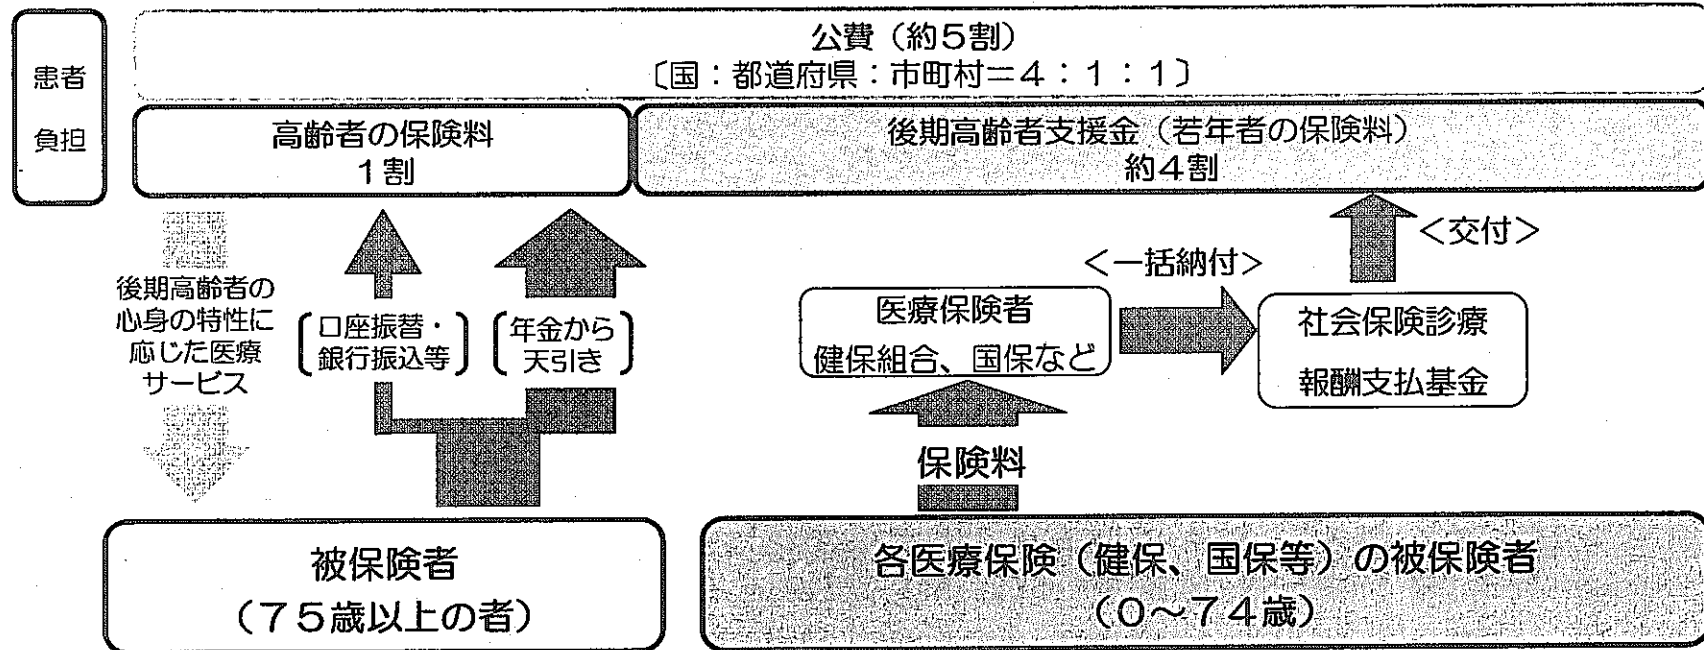 患者
負担
公費（約５割）
〔国：都道府県：市町村＝４：１：１〕
高齢者の保険料
１割
後期高齢者支援金（若年者の保険料）
約４割
後期高齢者の
心身の特性に
応じた医療
サービス
口座振替・
銀行振込等
年金から
天引き
医療保険者
健保組合、国保など
＜一括納付＞
社会保険診療
報酬支払基金
＜交付＞
保険料
被保険者
（７５歳以上の者）
各医療保険（健保、国保等）の被保険者
（０～７４歳）